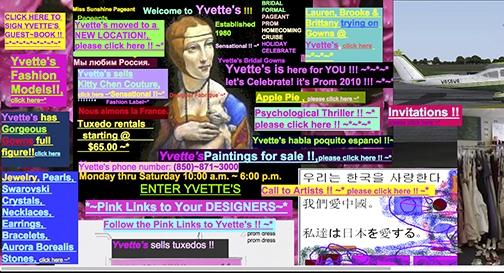 CLICK HERE TO
SIGN YVETTE'S
GUEST~BOOK !!
~*~*~*~*~*~*~
Yvette's
Fashion
Models!!,
click here~"
Yvette's has
Gorgeous
Gowns full
figure!!click here
Jewelry, Pearls,
Swarovski
Crystals,
Necklaces,
Earrings,
Bracelets,
Aurora Borealis
Stones, click here~"
Miss Sunshine Pageant
Pageants
Yvette's moved to a
NEW LOCATION!,
please click here !! ~*
Мы любим Россия.
Yvette's sells
Kitty Chen Couture,
click here ~*Sensational !! ~*
Fashion Label~"
Designer Fabrique ~*
Nous aimons la France.
Tuxedo rentals
starting @
$65.00 ~*
Welcome to Yvette's !!!
Established
1980
Sensational !! ~*
BRIDAL
FORMAL
PAGEANT
PROM
HOMECOMING
CRUISE
HOLIDAY
CELEBRATE
Lauren, Brooke &
Brittany trying on
Gowns @
Yvette's, click here ~*
Yvette's Bridal Gowns
Yvette's is here for YOU !!! ~*~*~*
let's Celebrate! it's Prom 2010 !!! ~*
Apple Pie, please click here !! ~*
Psychological Thriller !! ~*
please click here !! ~*~*~*~*
Yvette's habla poquito espanol !!~
Yvette'sPaintings for sale !!,please click here ~*
Yvette's phone number: (850)~871~3000
Monday thru Saturday 10:00 a.m. ~ 6:00 p.m.
ENTER YVETTE'S
"~Pink Links to Your DESIGNERS~"
Follow the Pink Links to Yvette's !! ~*
Yvette's sells tuxedos !!
prom dress
prom dress
Call to Artists !! ~* please click here !! ~*
우리는 한국을 사랑한다.
我們愛中國.
私達は日本を愛する.
Invitations !!